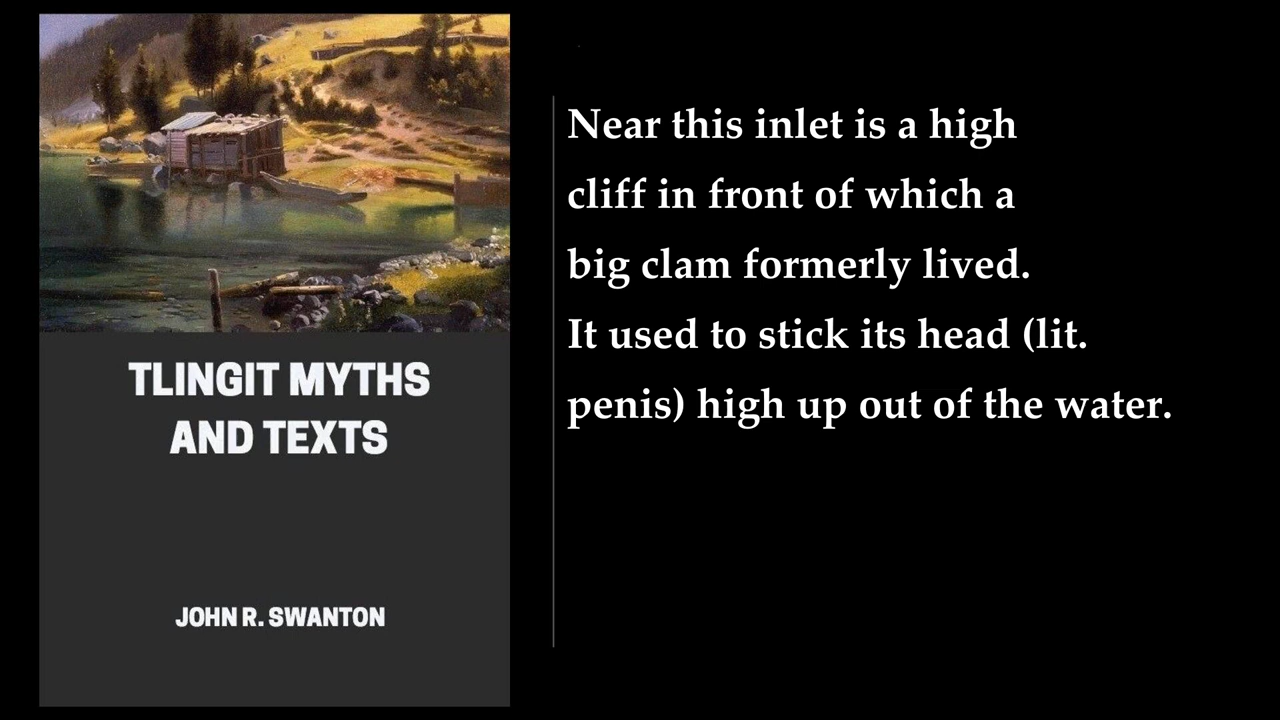 TLINGIT MYTHS
AND TEXTS
JOHN R. SWANTON
Near this inlet is a high
cliff in front of which a
big clam formerly lived.
It used to stick its head (lit.
penis) high up out of the water.